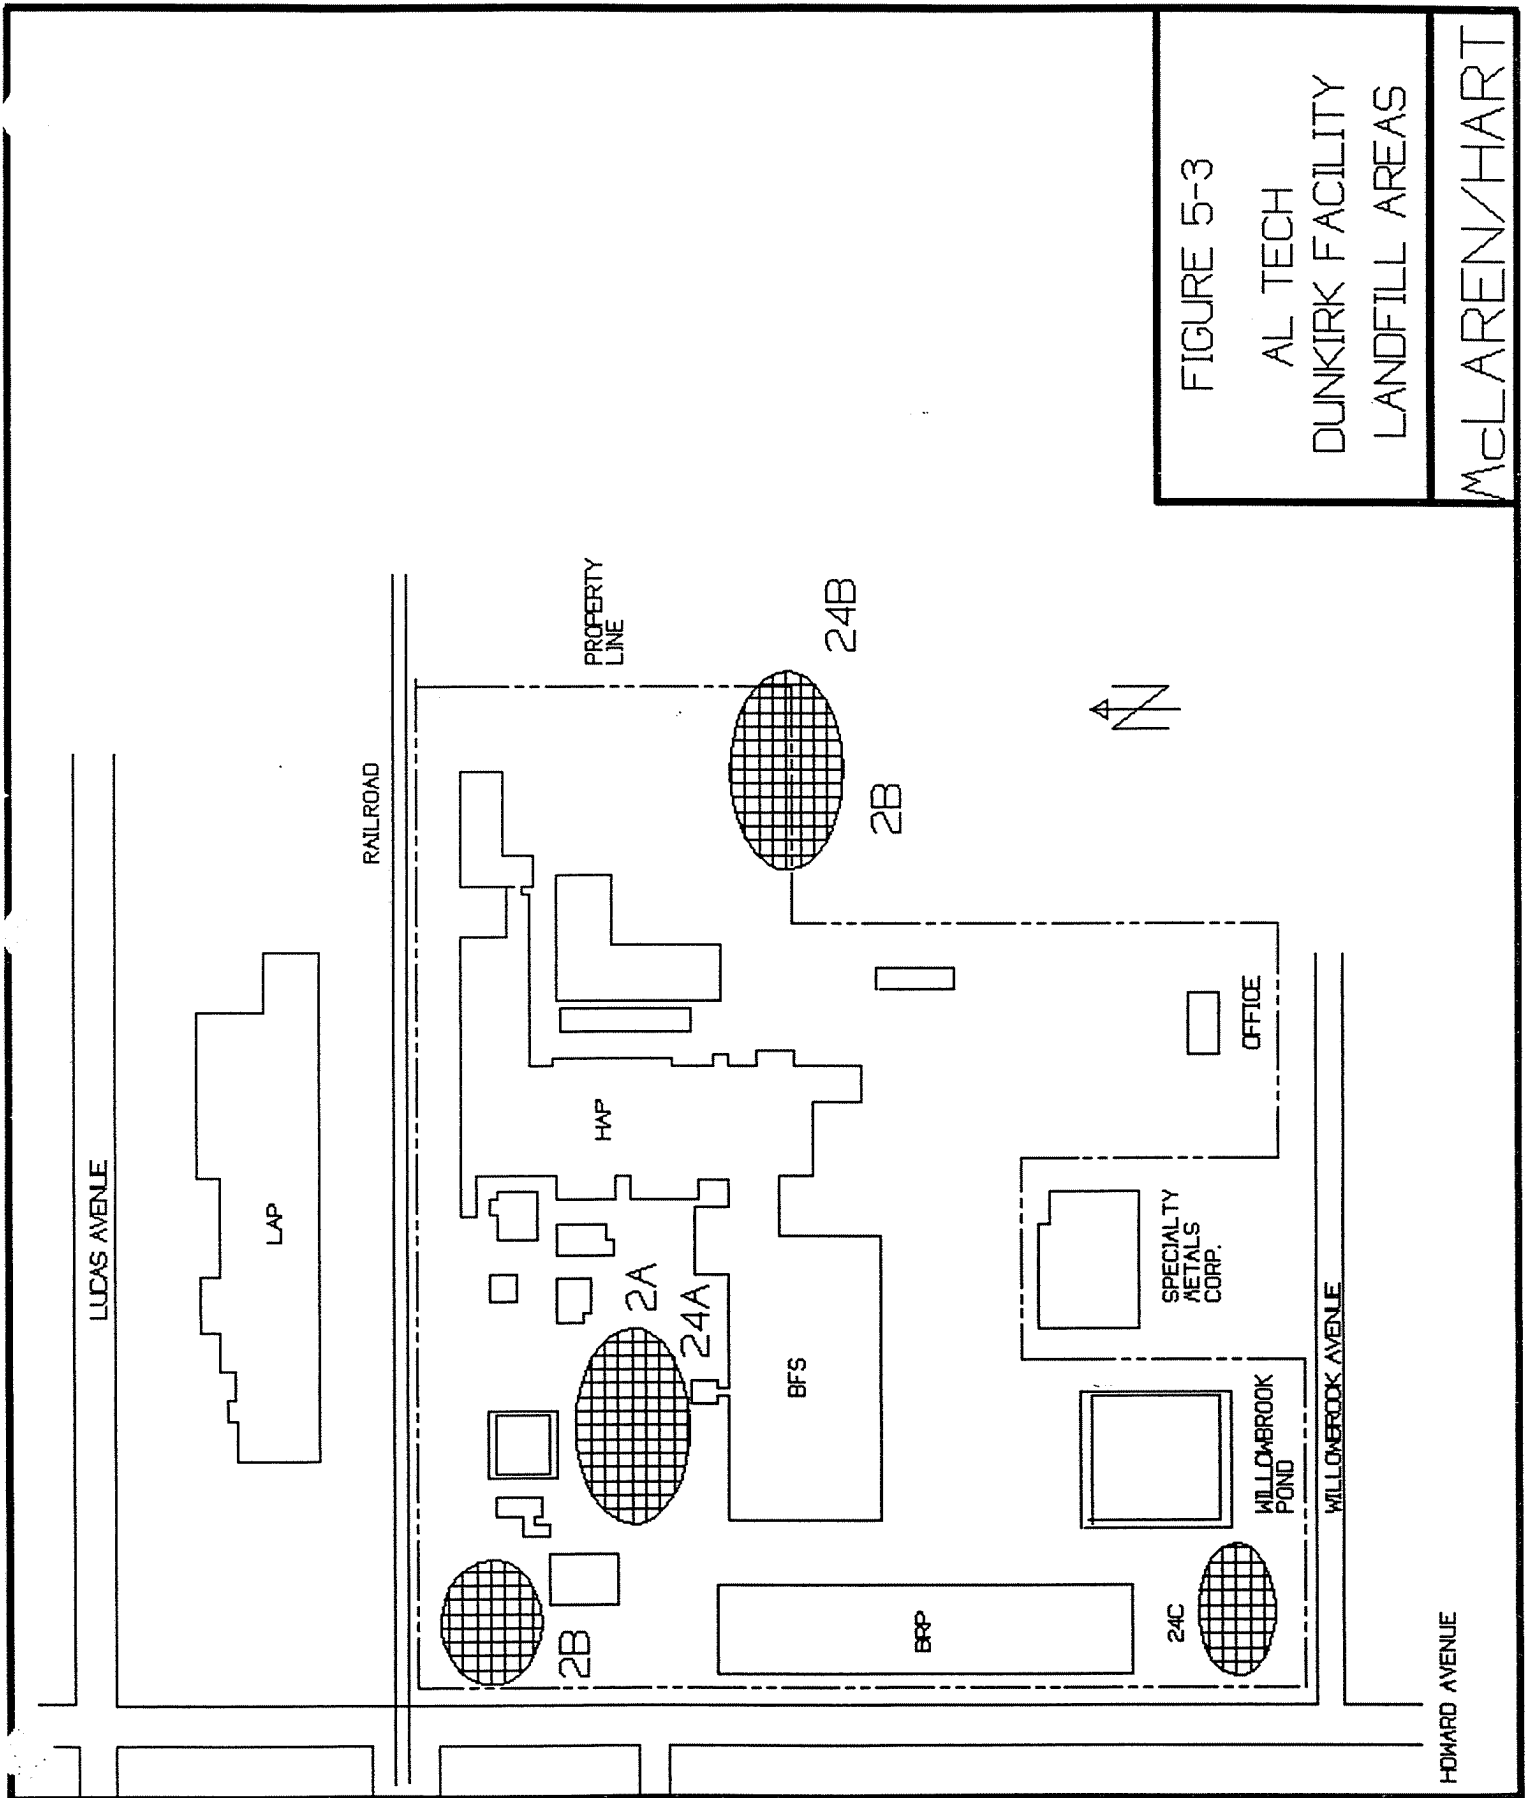 LUCAS AVENUE
LAP
RAILROAD
PROPERTY
LINE
HAP
2A
24A
2B
24B
2B
BFS
BRP
24C
N
OFFICE
SPECIALTY
METALS
CORP.
WILLOWBROOK
POND
WILLOWBROOK AVENUE
HOWARD AVENUE
FIGURE 5-3
AL TECH
DUNKIRK FACILITY
LANDFILL AREAS
McLAREN/HART